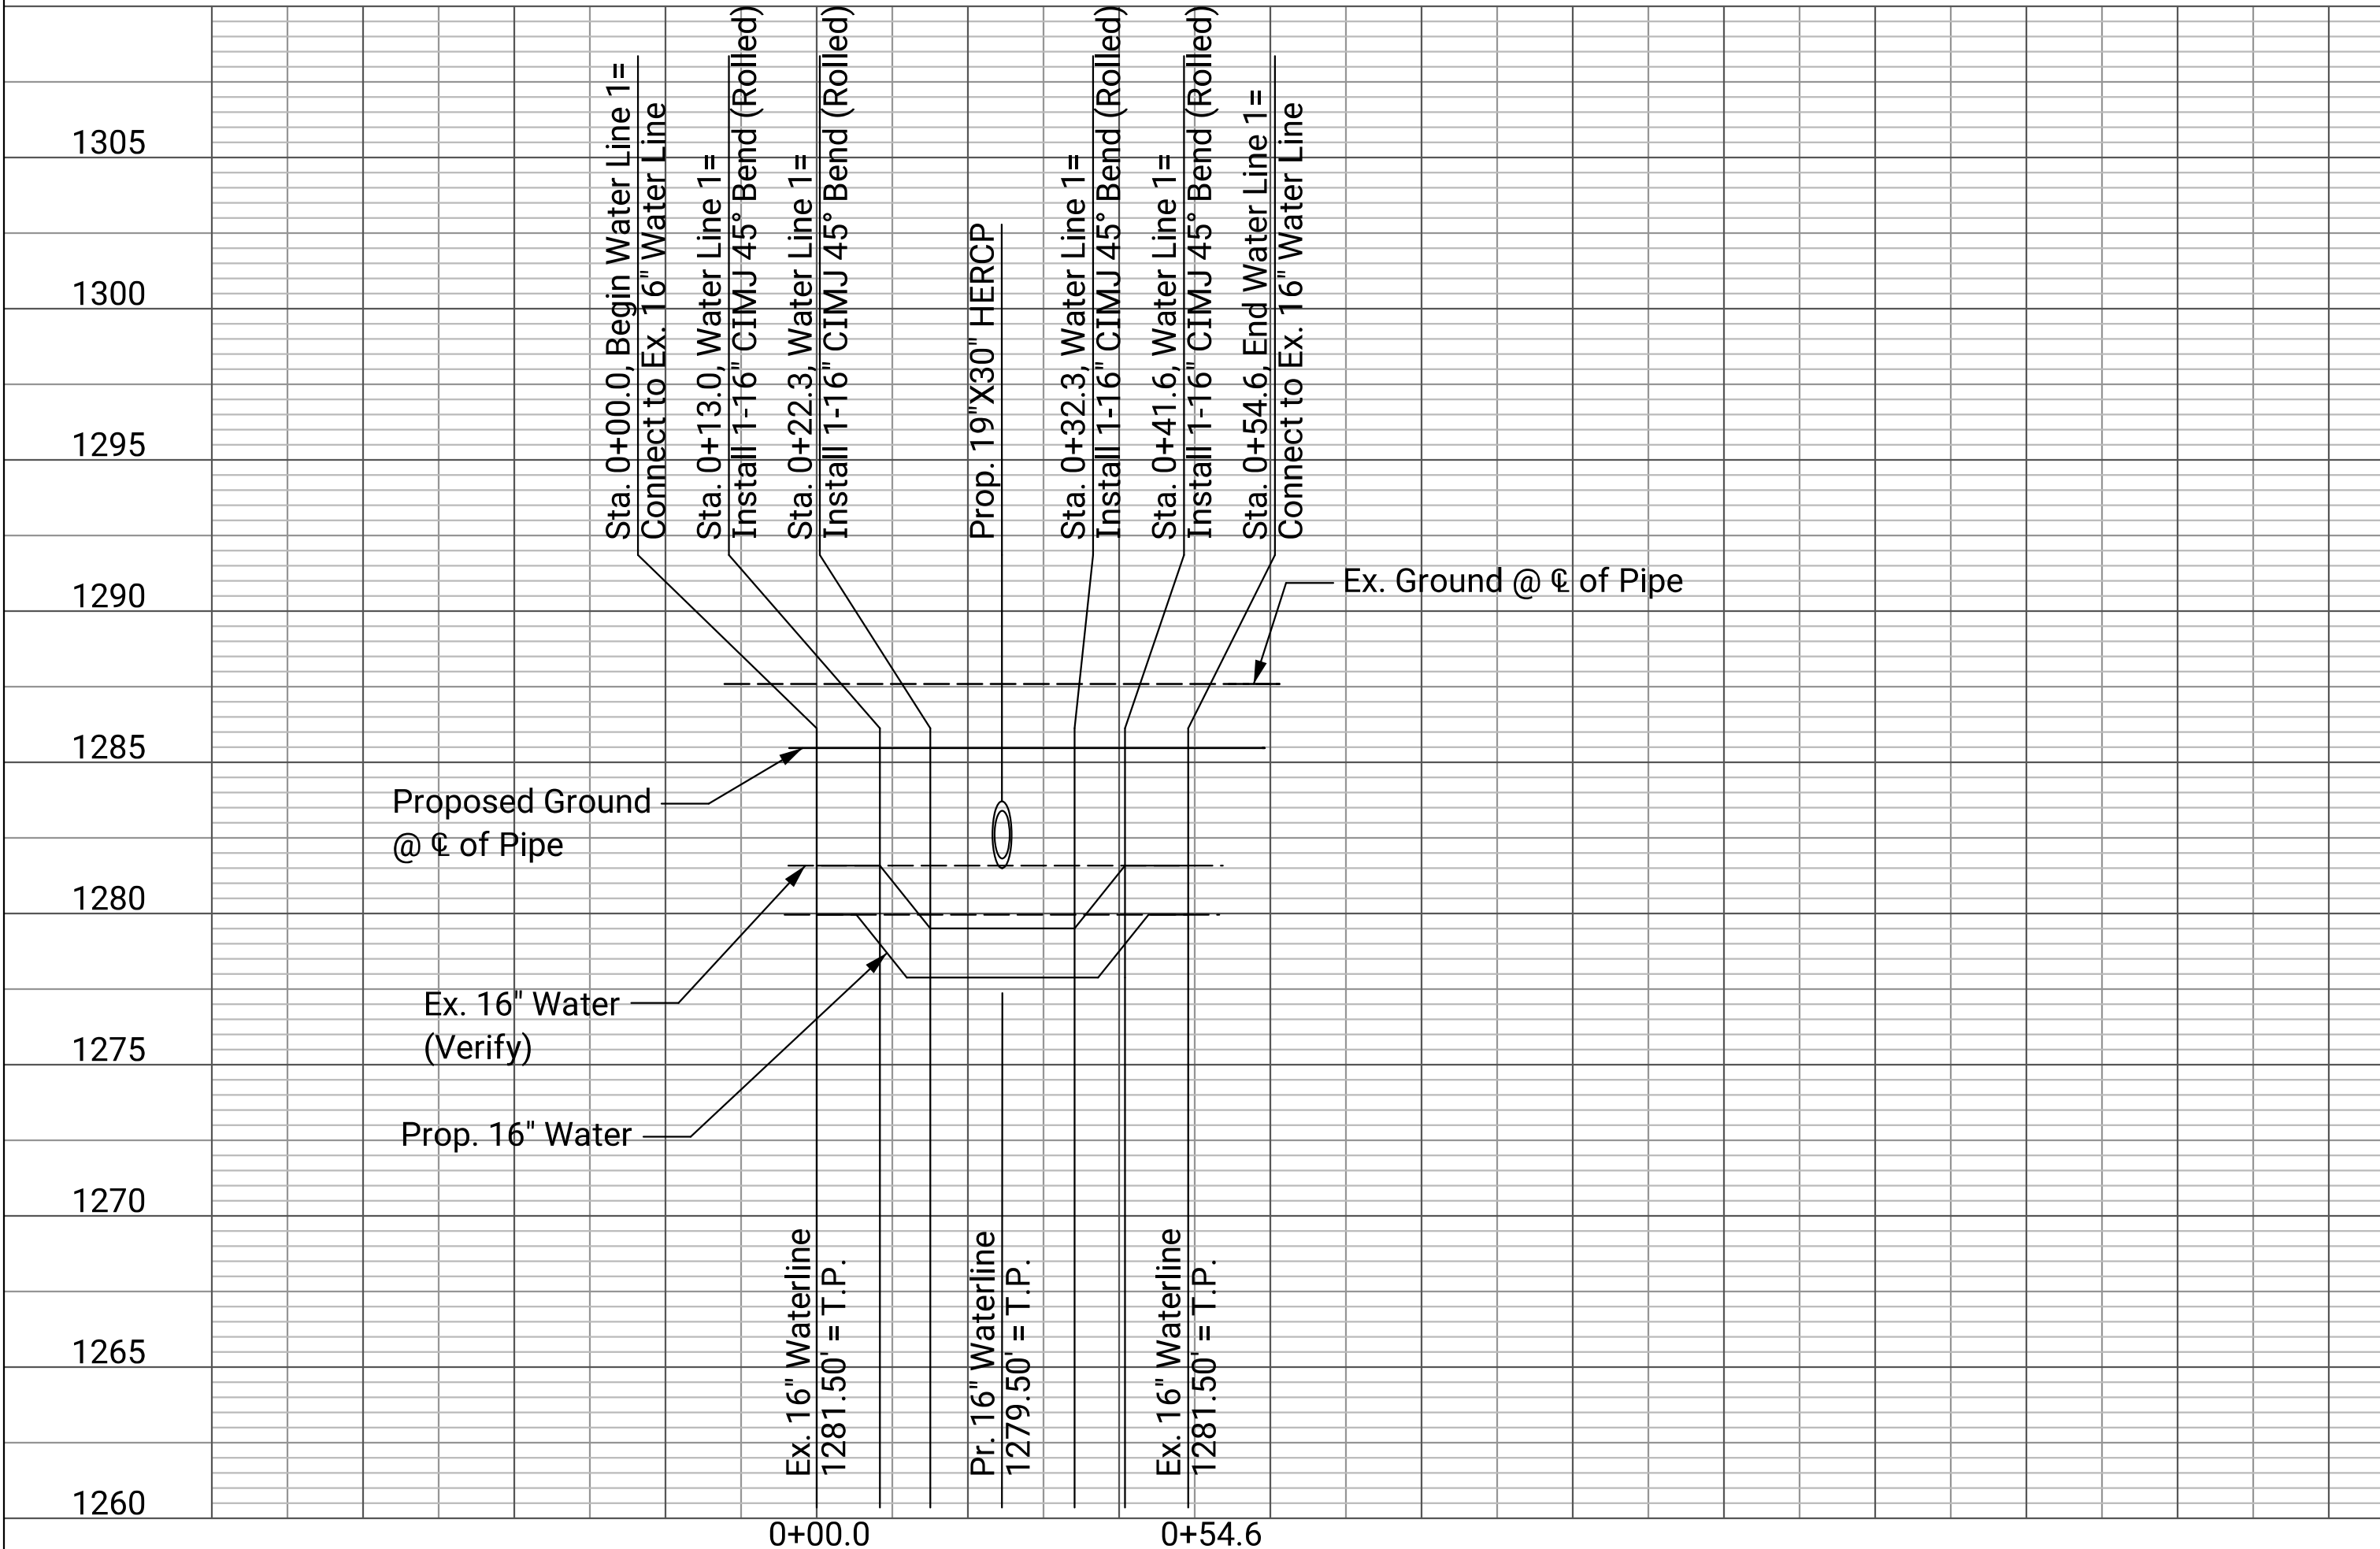 Sta. 0+00.0, Begin Water Line 1=
Connect to Ex. 16" Water Line
Sta. 0+13.0, Water Line 1=
Install 1-16" CIMJ 45° Bend (Rolled)
Sta. 0+22.3, Water Line 1=
Install 1-16" CIMJ 45° Bend (Rolled)
Prop. 19"X30" HERCP
Sta. 0+32.3, Water Line 1=
Install 1-16" CIMJ 45° Bend (Rolled)
Sta. 0+41.6, Water Line 1=
Install 1-16" CIMJ 45° Bend (Rolled)
Sta. 0+54.6, End Water Line 1=
Connect to Ex. 16" Water Line
1305
1300
1295
1290
1285
1280
1275
1270
1265
1260
Ex. Ground @ ℄ of Pipe
Proposed Ground
@ ℄ of Pipe
Ex. 16" Water
(Verify)
Prop. 16" Water
Ex. 16" Waterline
1281.50' = T.P.
Pr. 16" Waterline
1279.50' = T.P.
Ex. 16" Waterline
1281.50' = T.P.
0+00.0
0+54.6